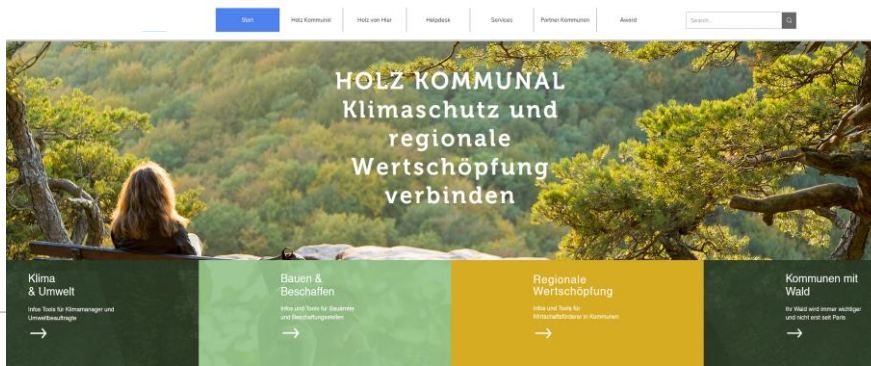 Start
Holz Kommunal
Holz von Hier
Helpdesk
Services
Partner Kommunen
Award
Search...
HOLZ KOMMUNAL
Klimaschutz und
regionale
Wertschöpfung
verbinden
Klima
& Umwelt
Infos Tools für Klimamanager und
Umweltbeauftragte
Bauen &
Beschaffen
Infos und Tools für Bauämter
und Beschaffungsstellen
Regionale
Wertschöpfung
Infos und Tools für
Wirtschaftsförderer in Kommunen
Kommunen mit
Wald
Ihr Wald wird immer wichtiger
und nicht erst seit Paris